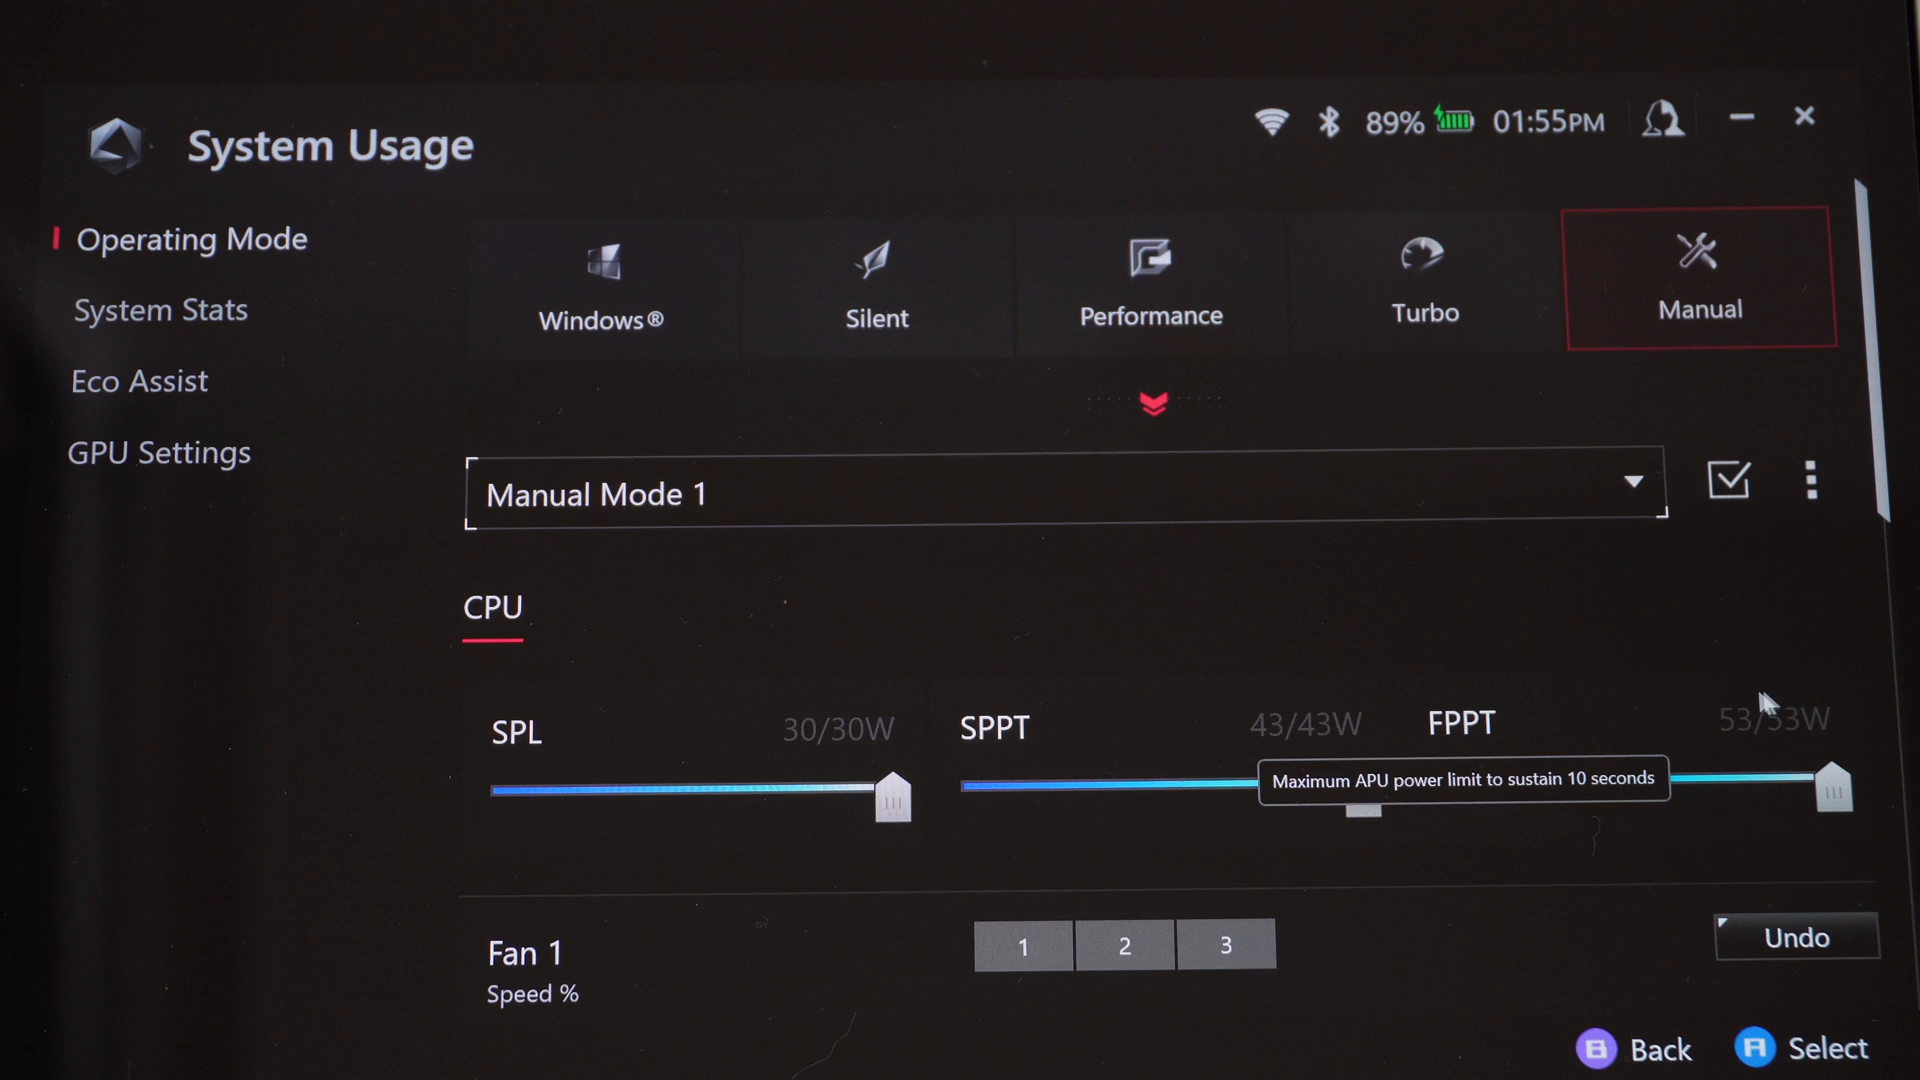 System Usage
89%
01:55PM
Operating Mode
System Stats
Eco Assist
GPU Settings
Windows®
Silent
Performance
Turbo
Manual
Manual Mode 1
CPU
SPL
30/30W
SPPT
43/43W
FPPT
53/53W
Maximum APU power limit to sustain 10 seconds
Fan 1
Speed %
1
2
3
Undo
B Back
A Select